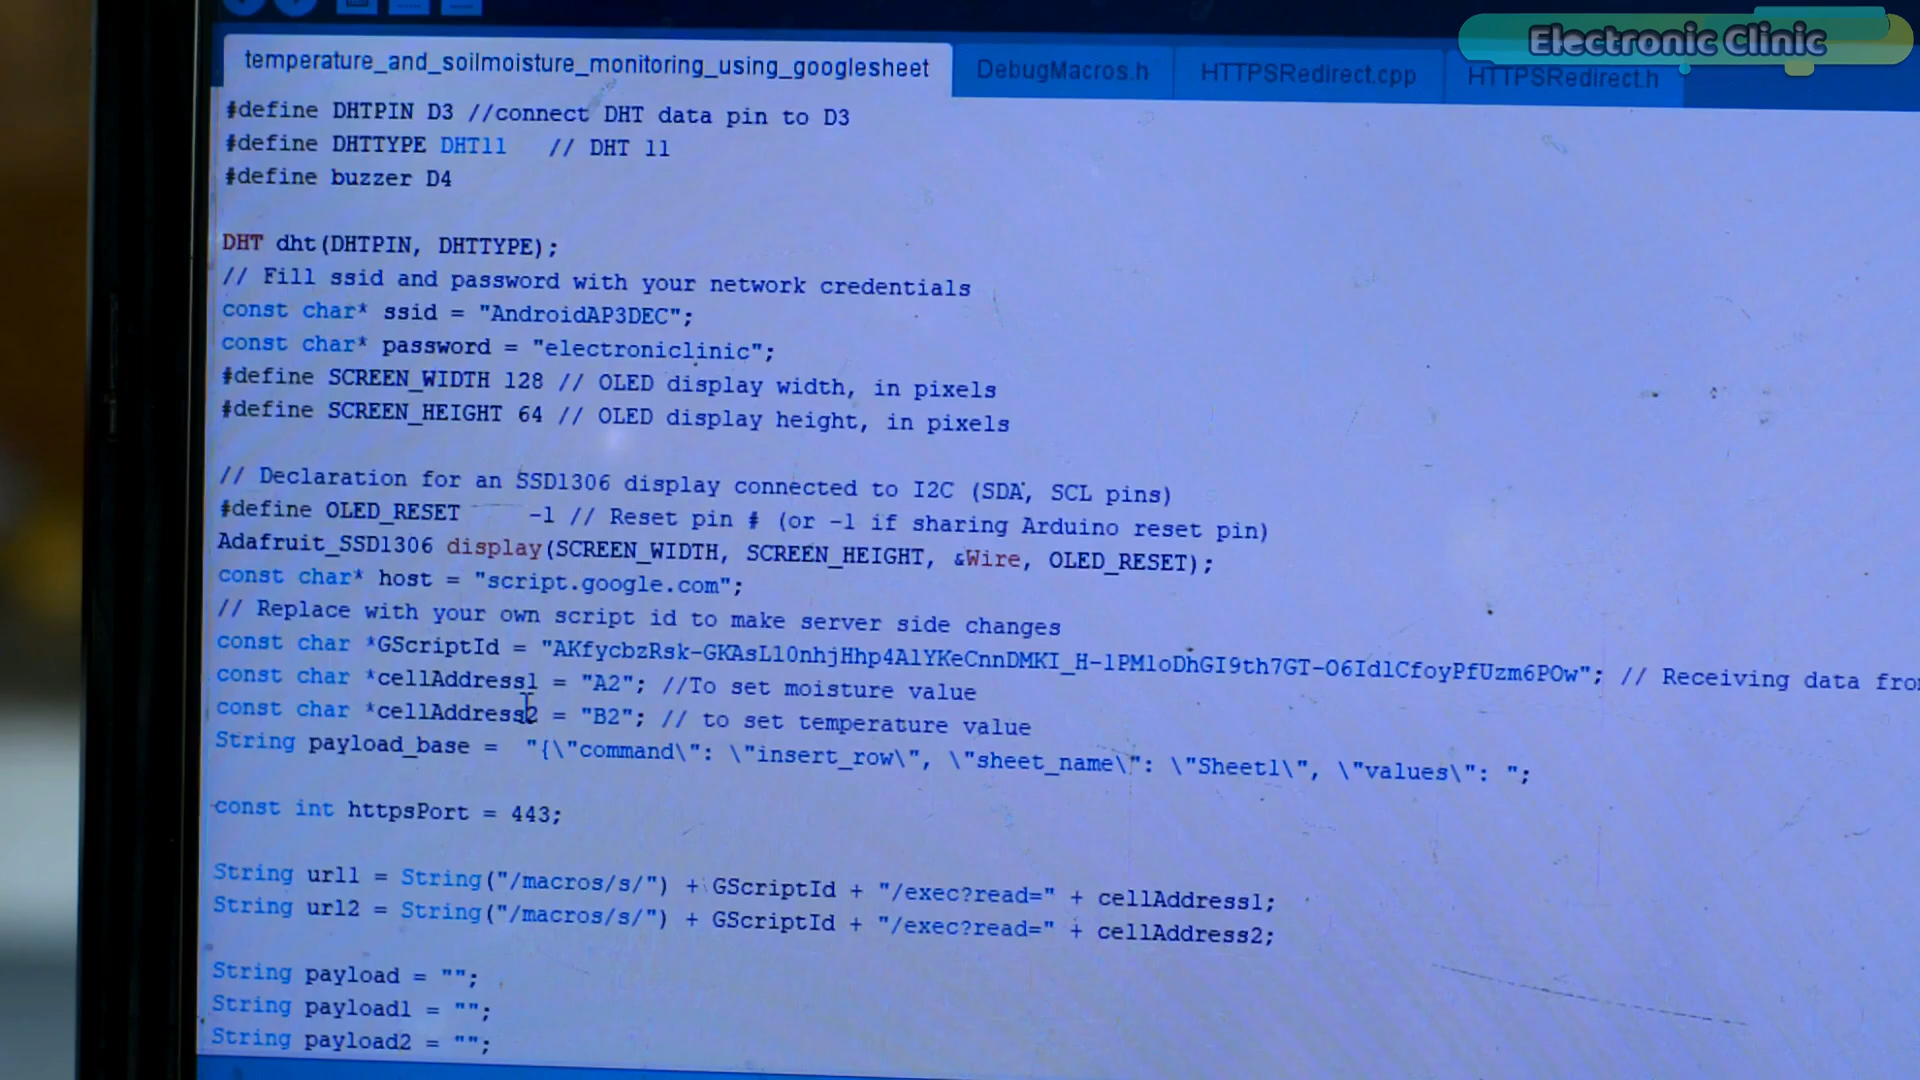 Electronic Clinic
temperature_and_soilmoisture_monitoring_using_googlesheet DebugMacros.h HTTPSRedirect.cpp HTTPSRedirect.h
#define DHTPIN D3 //connect DHT data pin to D3
#define DHTTYPE DHT11 // DHT 11
#define buzzer D4
DHT dht(DHTPIN, DHTTYPE);
// Fill ssid and password with your network credentials
const char* ssid = "AndroidAP3DEC";
const char* password = "electroniclinic";
#define SCREEN_WIDTH 128 // OLED display width, in pixels
#define SCREEN_HEIGHT 64 // OLED display height, in pixels
// Declaration for an SSD1306 display connected to I2C (SDA, SCL pins)
#define OLED_RESET -1 // Reset pin # (or -1 if sharing Arduino reset pin)
Adafruit_SSD1306 display(SCREEN_WIDTH, SCREEN_HEIGHT, &Wire, OLED_RESET);
const char* host = "script.google.com";
// Replace with your own script id to make server side changes
const char *GScriptId = "AKfycbzRsk-GKAsL10nhjHhp4A1YKeCnnDMKI_H-1PM1oDhGI9th7GT-O6Id1CfoyPfUzm6POw"; // Receiving data fro
const char *cellAddress1 = "A2"; //To set moisture value
const char *cellAddress2 = "B2"; // to set temperature value
String payload_base = "{\"command\": \"insert_row\", \"sheet_name\": \"Sheet1\", \"values\": ";
const int httpsPort = 443;
String url1 = String("/macros/s/") + GScriptId + "/exec?read=" + cellAddress1;
String url2 = String("/macros/s/") + GScriptId + "/exec?read=" + cellAddress2;
String payload = "";
String payload1 = "";
String payload2 = "";